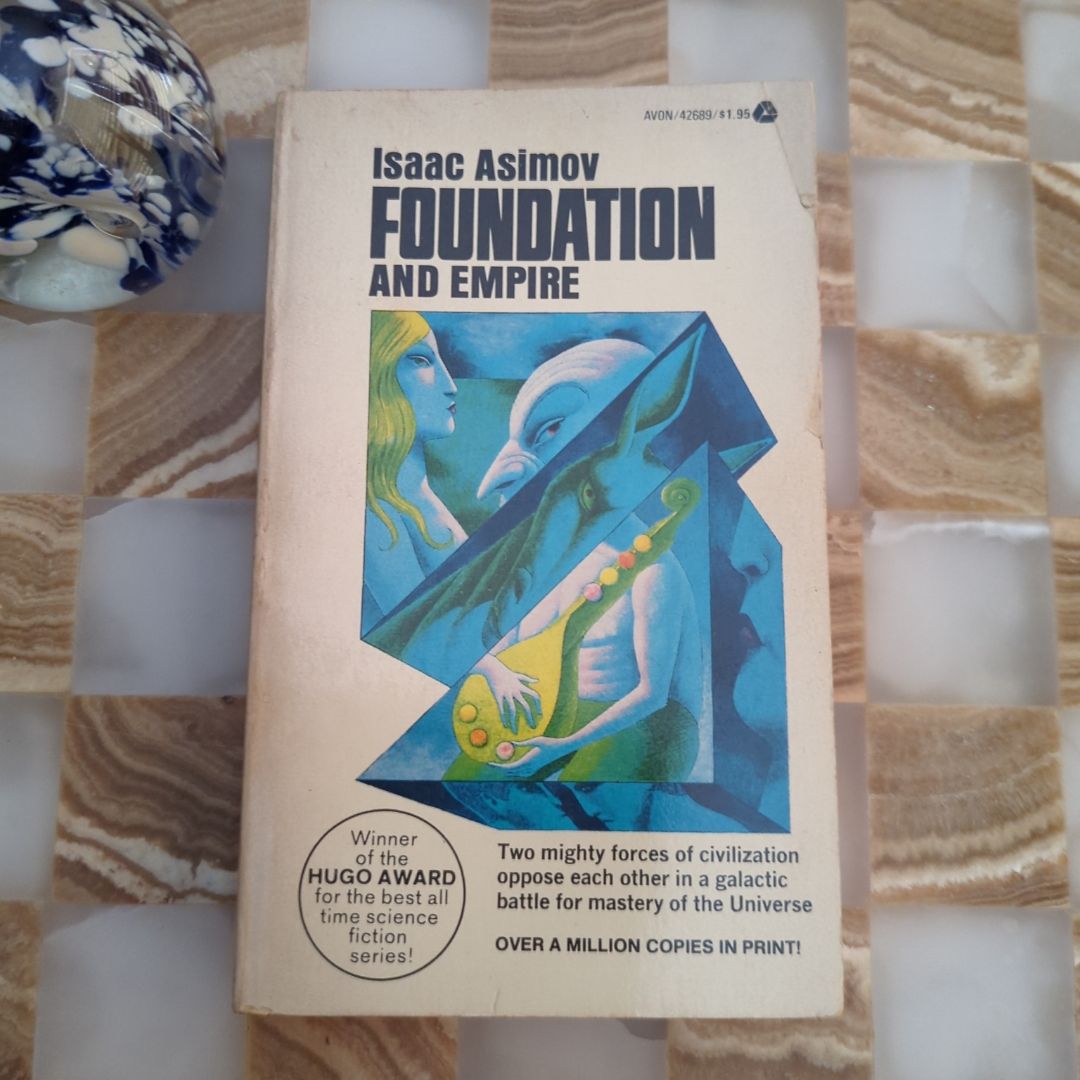 AVON/42689/$1.95
Isaac Asimov
FOUNDATION
AND EMPIRE
Winner
of the
HUGO AWARD
for the best all
time science
fiction
series!
Two mighty forces of civilization
oppose each other in a galactic
battle for mastery of the Universe
OVER A MILLION COPIES IN PRINT!